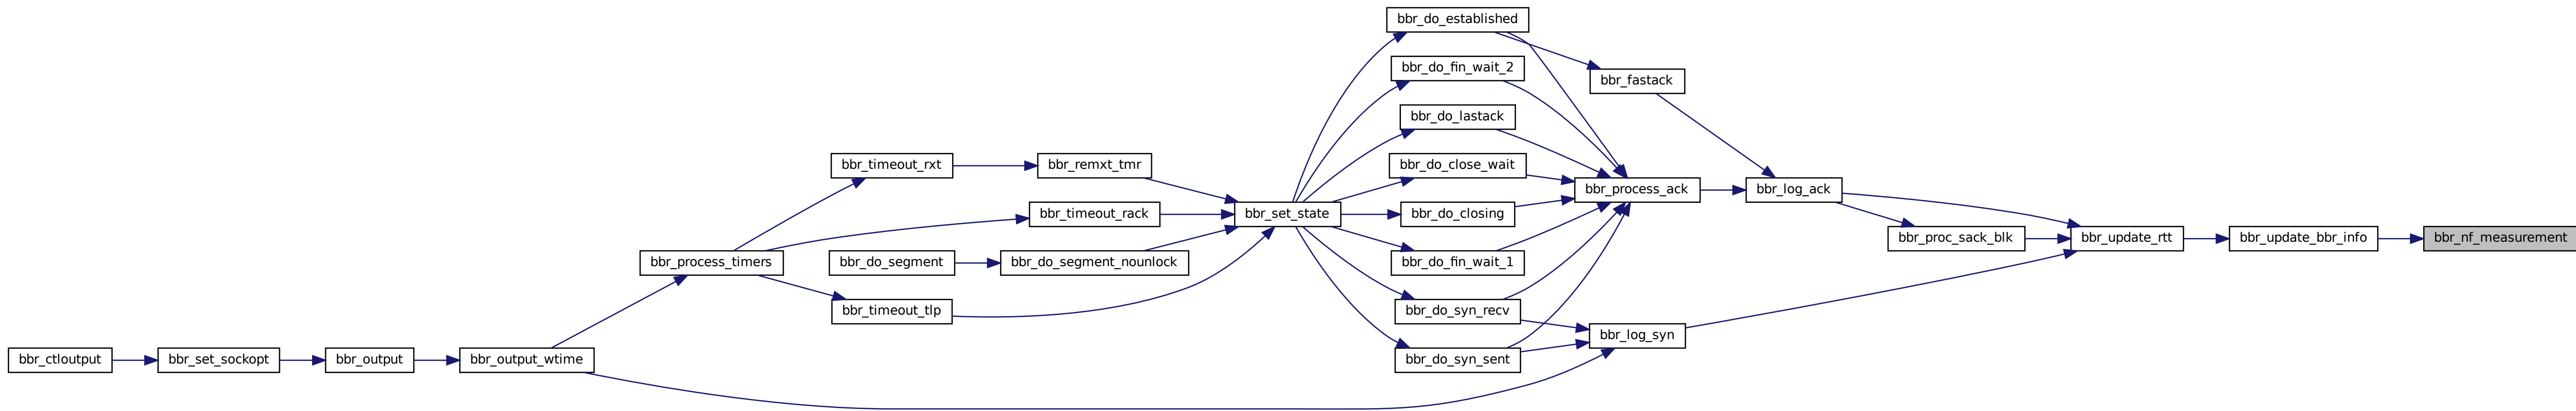 bbr_do_established
bbr_do_fin_wait_2
bbr_fastack
bbr_do_lastack
bbr_timeout_rxt
bbr_remxt_tmr
bbr_do_close_wait
bbr_process_ack
bbr_log_ack
bbr_timeout_rack
bbr_set_state
bbr_do_closing
bbr_proc_sack_blk
bbr_update_rtt
bbr_update_bbr_info
bbr_nf_measurement
bbr_process_timers
bbr_do_segment
bbr_do_segment_nounlock
bbr_do_fin_wait_1
bbr_timeout_tlp
bbr_do_syn_recv
bbr_log_syn
bbr_ctloutput
bbr_set_sockopt
bbr_output
bbr_output_wtime
bbr_do_syn_sent